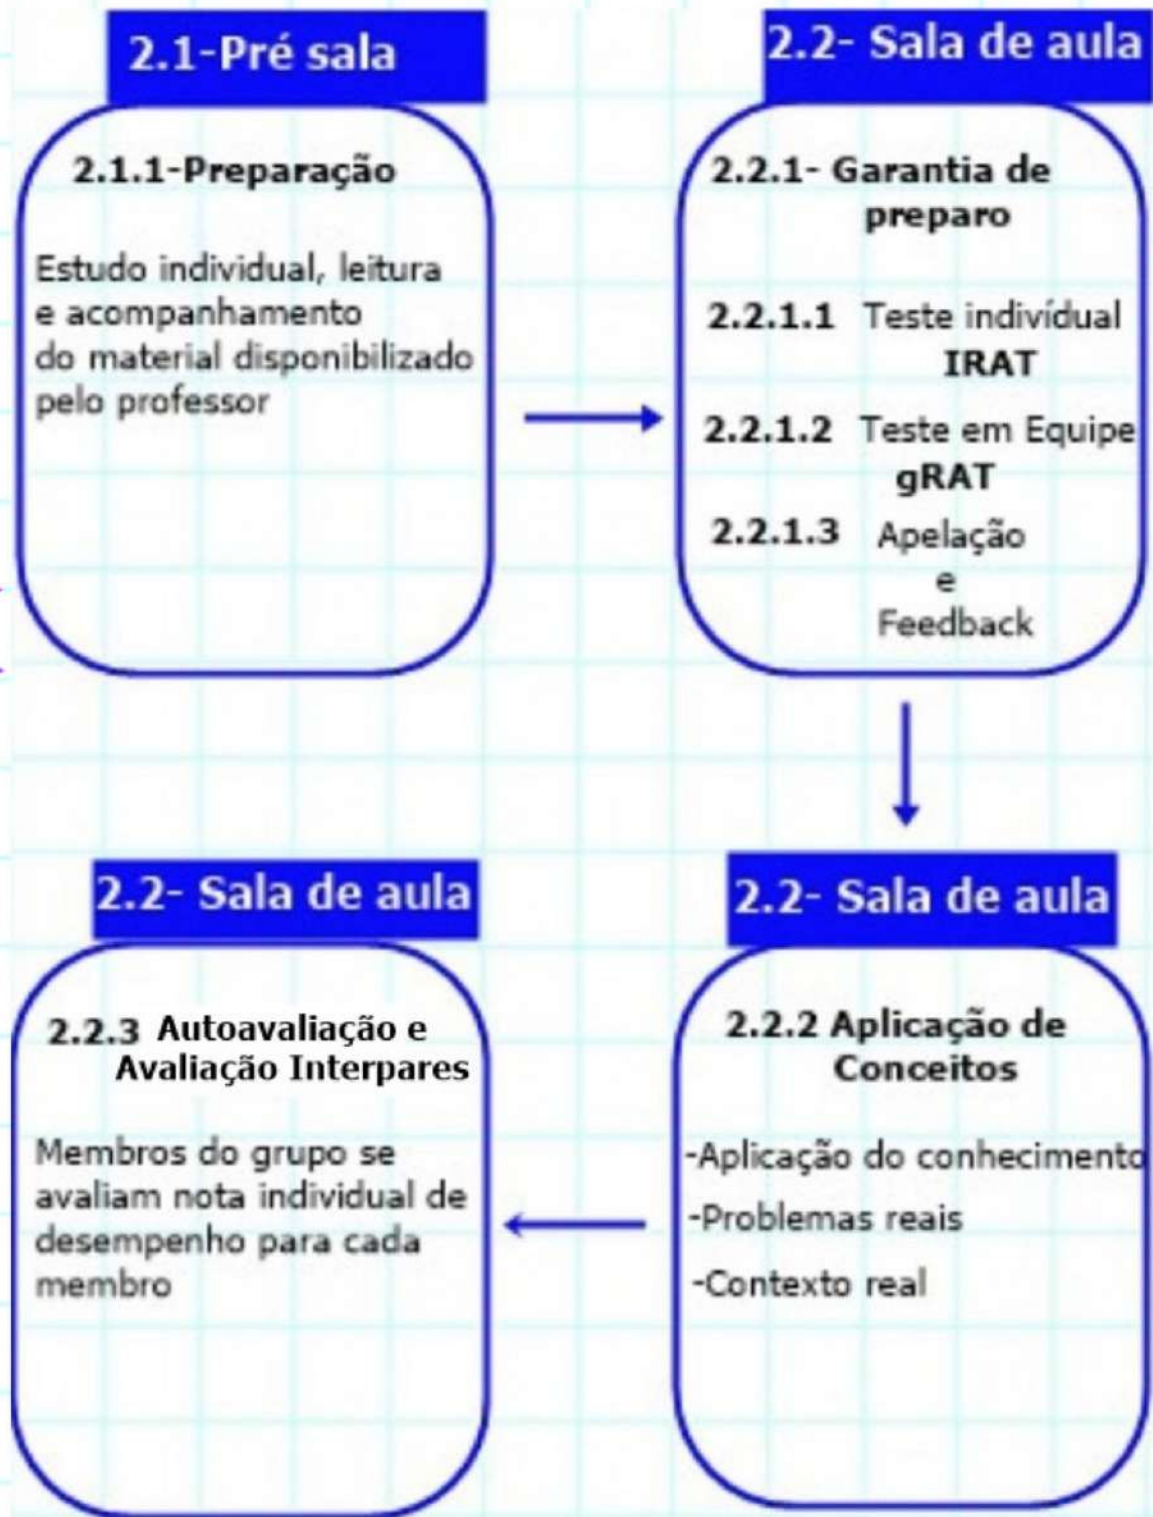 2.1-Pré sala
2.1.1-Preparação
Estudo individual, leitura
e acompanhamento
do material disponibilizado
pelo professor
2.2- Sala de aula
2.2.1- Garantia de
preparo
2.2.1.1 Teste indivídual
IRAT
2.2.1.2 Teste em Equipe
gRAT
2.2.1.3 Apelação
e
Feedback
2.2- Sala de aula
2.2.2 Aplicação de
Conceitos
-Aplicação do conhecimento
-Problemas reais
-Contexto real
2.2- Sala de aula
2.2.3 Autoavaliação e
Avaliação Interpares
Membros do grupo se
avaliam nota individual de
desempenho para cada
membro